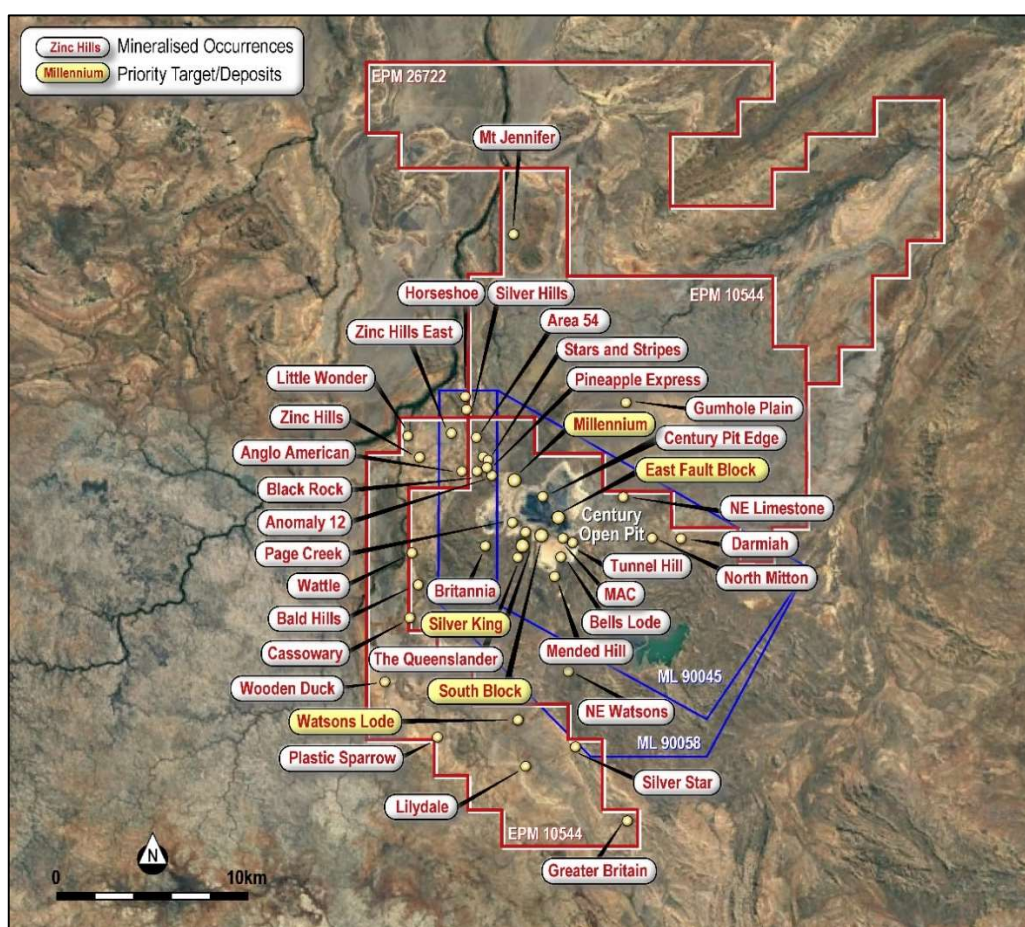 Zinc Hills Mineralised Occurrences
Millennium Priority Target/Deposits
EPM 26722
Mt Jennifer
EPM 10544
Horseshoe
Silver Hills
Zinc Hills East
Area 54
Stars and Stripes
Little Wonder
Pineapple Express
Zinc Hills
Millennium
Gumhole Plain
Anglo American
Century Pit Edge
Black Rock
East Fault Block
Anomaly 12
Century
Open Pit
NE Limestone
Page Creek
Darmiah
Wattle
Tunnel Hill
North Mitton
Britannia
MAC
Bald Hills
Silver King
Bells Lode
Cassowary
The Queenslander
Mended Hill
Wooden Duck
South Block
ML 90045
Watsons Lode
NE Watsons
ML 90058
Plastic Sparrow
Silver Star
Lilydale
EPM 10544
Greater Britain
N
0 10km